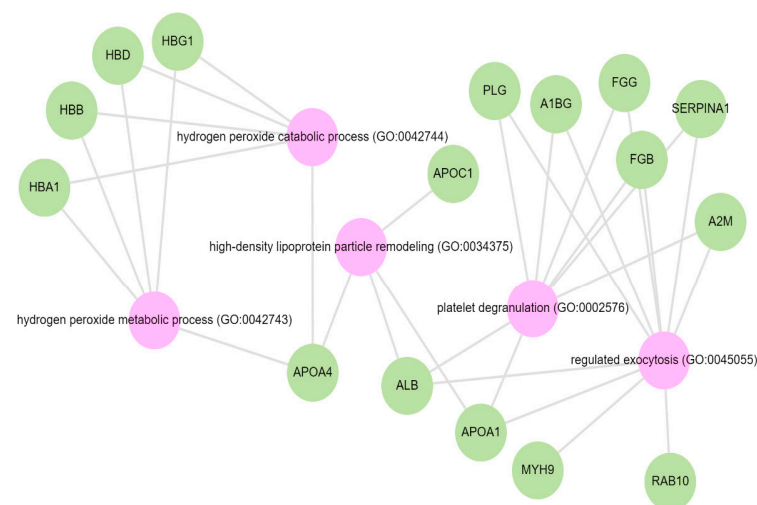 HBG1
HBD
FGG
PLG
A1BG
SERPINA1
HBB
hydrogen peroxide catabolic process (GO:0042744)
FGB
APOC1
HBA1
A2M
high-density lipoprotein particle remodeling (GO:0034375)
platelet degranulation (GO:0002576)
hydrogen peroxide metabolic process (GO:0042743)
regulated exocytosis (GO:0045055)
APOA4
ALB
APOA1
MYH9
RAB10